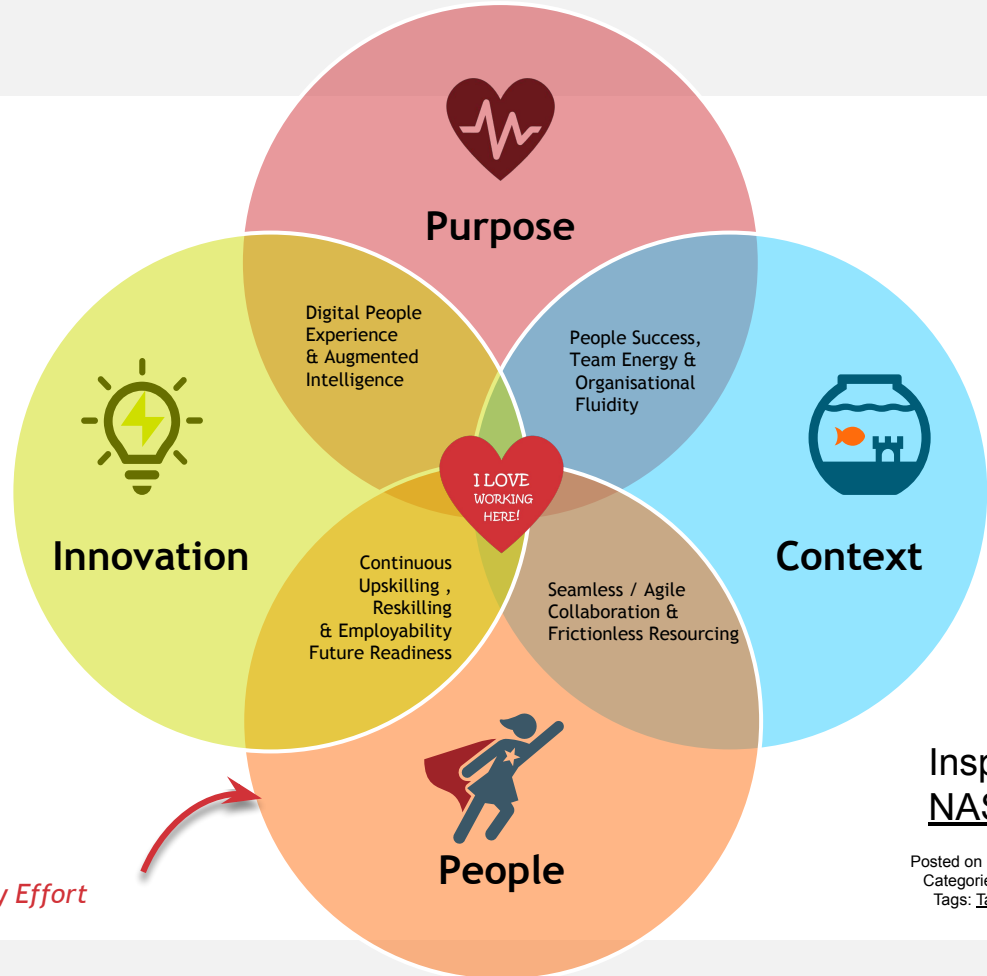 Purpose
Digital People
Experience
& Augmented
Intelligence
People Success,
Team Energy &
Organisational
Fluidity
I LOVE
WORKING
HERE!
Innovation
Context
Continuous
Upskilling ,
Reskilling
& Employability
Future Readiness
Seamless / Agile
Collaboration &
Frictionless Resourcing
People
Effort
Posted on
Tags: